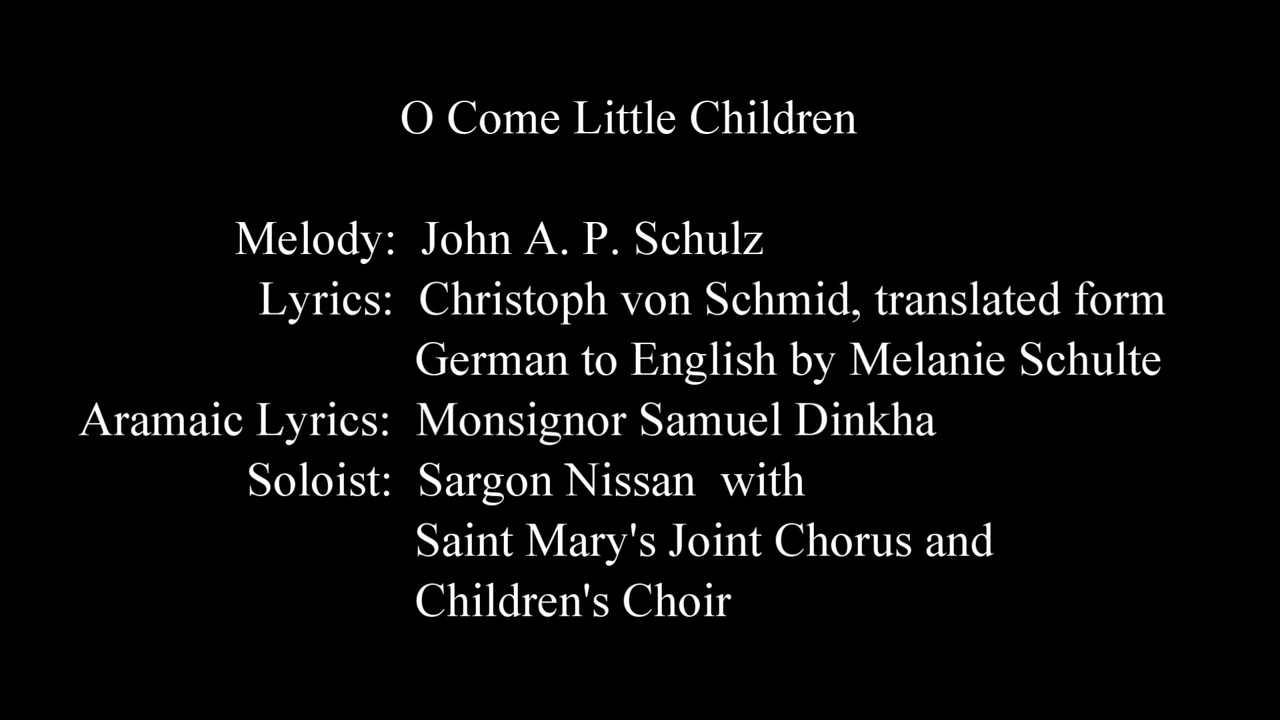 O Come Little Children
Melody: John A. P. Schulz
Lyrics: Christoph von Schmid, translated form
German to English by Melanie Schulte
Aramaic Lyrics: Monsignor Samuel Dinkha
Soloist: Sargon Nissan with
Saint Mary's Joint Chorus and
Children's Choir